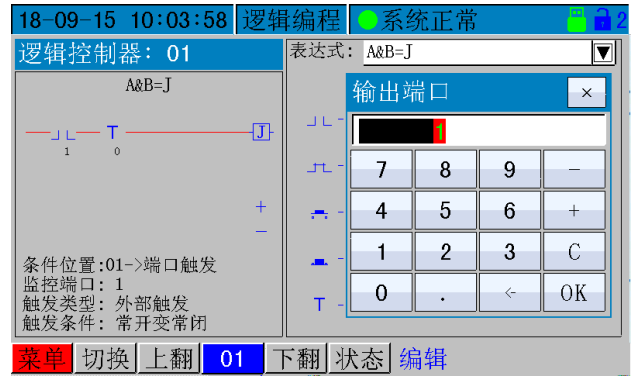 18-09-15 10:03:58 逻辑编程 系统正常 2
逻辑控制器: 01
表达式: A&B=J
A&B=J
T J
1 0
+
−
条件位置:01->端口触发
监控端口: 1
触发类型: 外部触发
触发条件: 常开变常闭
T
输出端口 ×
1
7 8 9 −
4 5 6 +
1 2 3 C
0 . <- OK
菜单 切换 上翻 01 下翻 状态 编辑